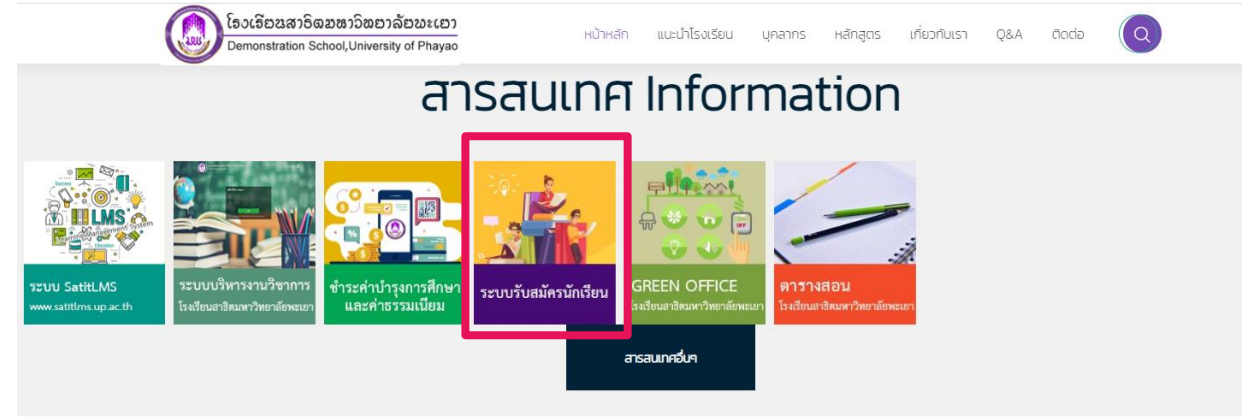 โรงเรียนสาธิตมหาวิทยาลัยพะเยา
Demonstration School,University of Phayao
หน้าหลัก แนะนำโรงเรียน บุคลากร หลักสูตร เกี่ยวกับเรา Q&A ติดต่อ
สารสนเทศ Information
Success
LMS
Learning Management System
Education
OFF
ระบบ SatitLMS
www.satitlms.up.ac.th
ระบบบริหารงานวิชาการ
โรงเรียนสาธิตมหาวิทยาลัยพะเยา
ชำระค่าบำรุงการศึกษา
และค่าธรรมเนียม
ระบบรับสมัครนักเรียน
GREEN OFFICE
โรงเรียนสาธิตมหาวิทยาลัยพะเยา
ตารางสอน
โรงเรียนสาธิตมหาวิทยาลัยพะเยา
สารสนเทศอื่นๆ